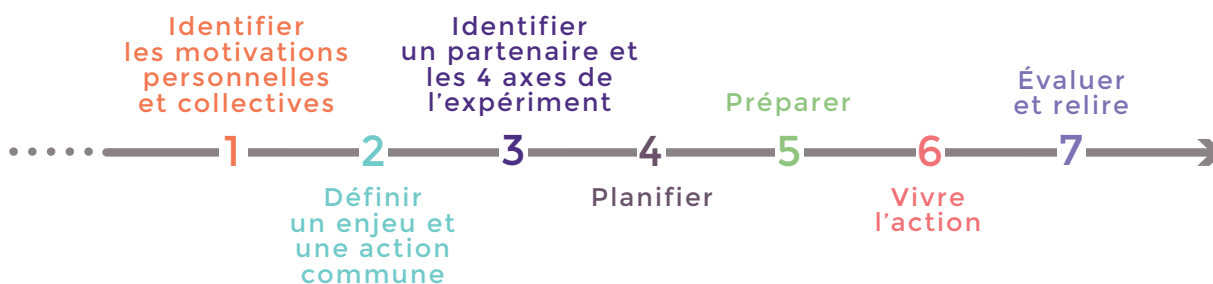 Identifier
les motivations
personnelles
et collectives
Identifier
un partenaire et
les 4 axes de
l'expériment
Préparer
Évaluer
et relire
1
2
3
4
5
6
7
Définir
un enjeu et
une action
commune
Planifier
Vivre
l'action